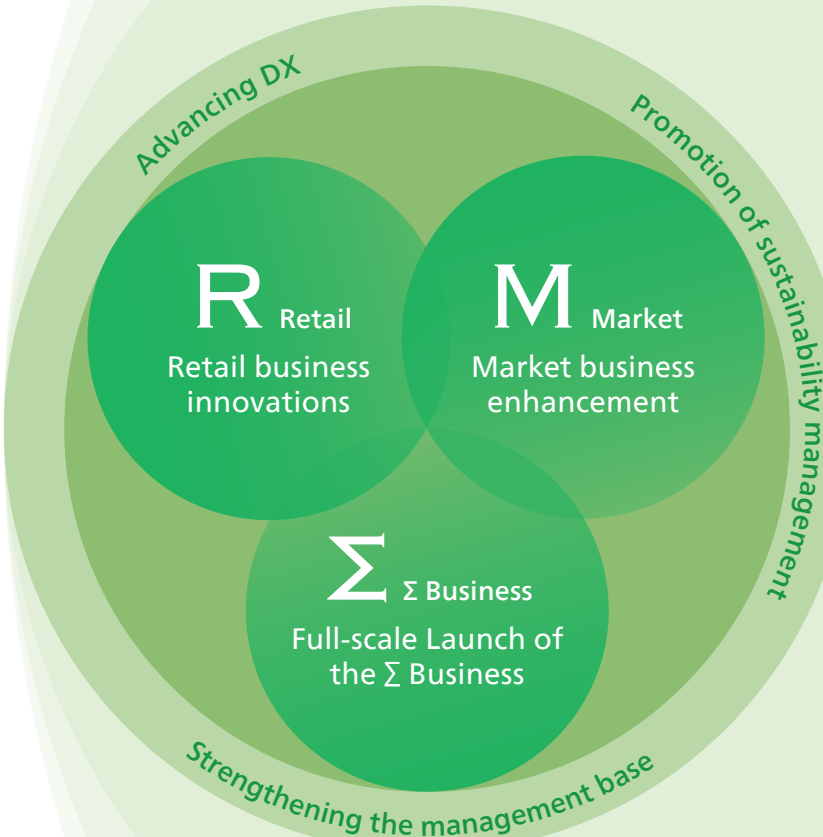 Advancing DX
Promotion of sustainability management
R Retail
Retail business
innovations
M Market
Market business
enhancement
Σ Σ Business
Full-scale Launch of
the Σ Business
Strengthening the management base